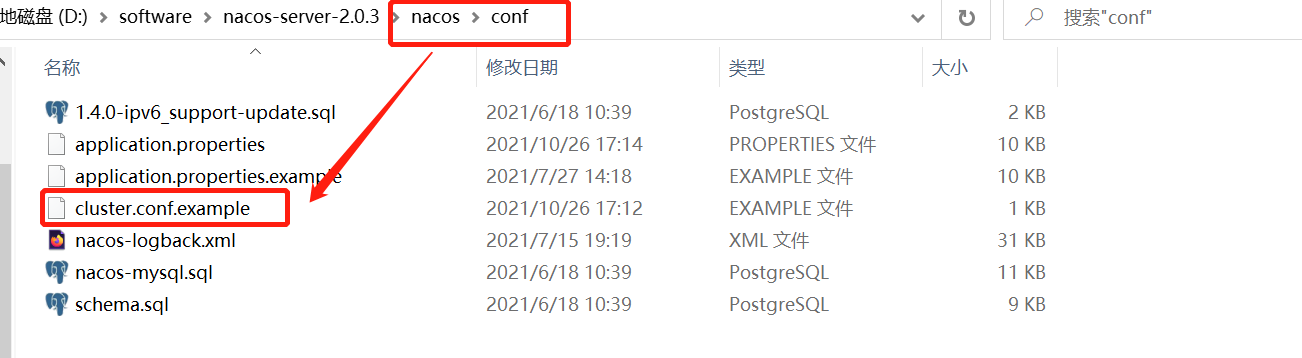 地磁盘 (D:) > software > nacos-server-2.0.3 > nacos > conf 搜索"conf"
名称 修改日期 类型 大小
1.4.0-ipv6_support-update.sql 2021/6/18 10:39 PostgreSQL 2 KB
application.properties 2021/10/26 17:14 PROPERTIES 文件 10 KB
application.properties.example 2021/7/27 14:18 EXAMPLE 文件 10 KB
cluster.conf.example 2021/10/26 17:12 EXAMPLE 文件 1 KB
nacos-logback.xml 2021/7/15 19:19 XML 文件 31 KB
nacos-mysql.sql 2021/6/18 10:39 PostgreSQL 11 KB
schema.sql 2021/6/18 10:39 PostgreSQL 9 KB